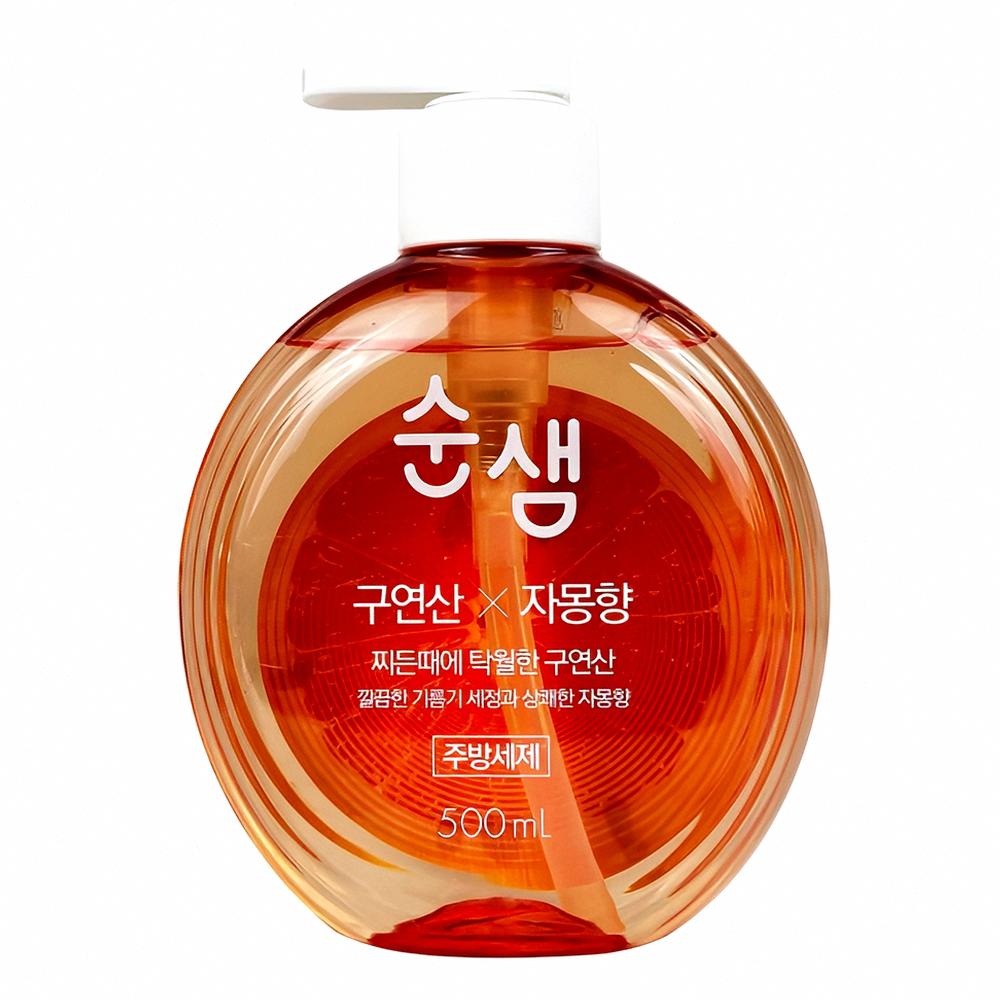 순샘
구연산 × 자몽향
찌든때에 탁월한 구연산
깔끔한 기름기 세정과 상쾌한 자몽향
주방세제
500mL